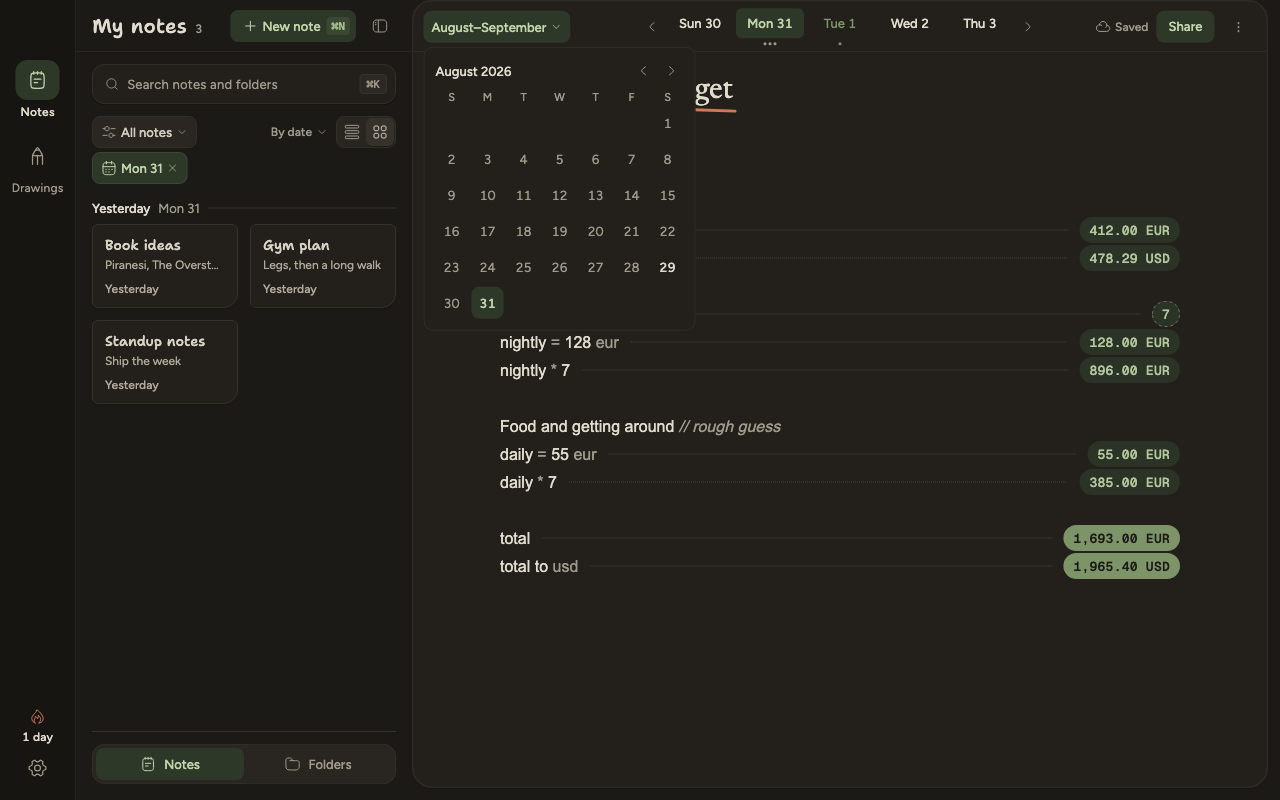 My notes 3
New note ⌘N
August–September
Sun 30
Mon 31
Tue 1
Wed 2
Thu 3
Saved
Share
Notes
Drawings
Search notes and folders ⌘K
All notes
By date
Mon 31
Yesterday Mon 31
Book ideas
Piranesi, The Overst...
Yesterday
Gym plan
Legs, then a long walk
Yesterday
Standup notes
Ship the week
Yesterday
August 2026
S M T W T F S
1
2 3 4 5 6 7 8
9 10 11 12 13 14 15
16 17 18 19 20 21 22
23 24 25 26 27 28 29
30 31
get
412.00 EUR
478.29 USD
7
nightly = 128 eur 128.00 EUR
nightly * 7 896.00 EUR
Food and getting around // rough guess
daily = 55 eur 55.00 EUR
daily * 7 385.00 EUR
total 1,693.00 EUR
total to usd 1,965.40 USD
1 day
Notes
Folders